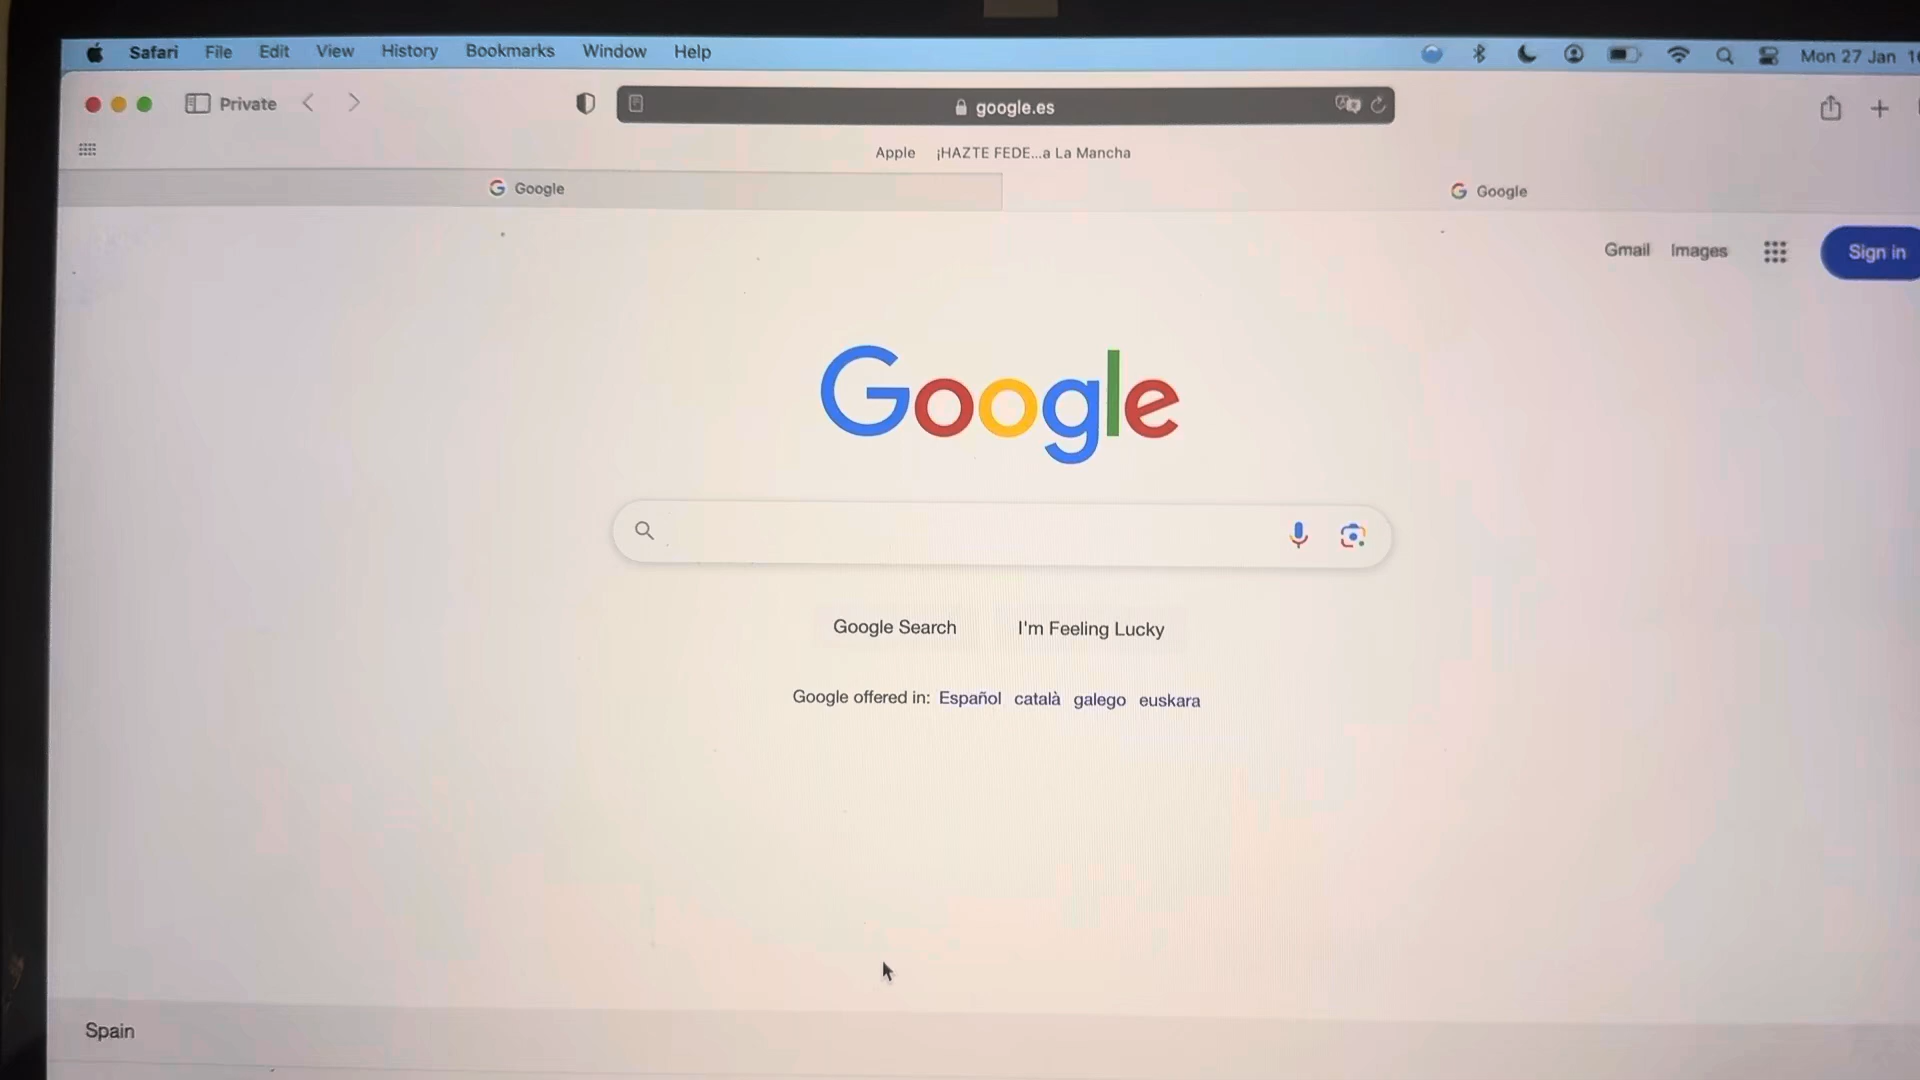 Safari File Edit View History Bookmarks Window Help Mon 27 Jan
Private google.es
Apple ¡HAZTE FEDE...a La Mancha
Google Google
Gmail Images Sign in
Google
Google Search I'm Feeling Lucky
Google offered in: Español català galego euskara
Spain